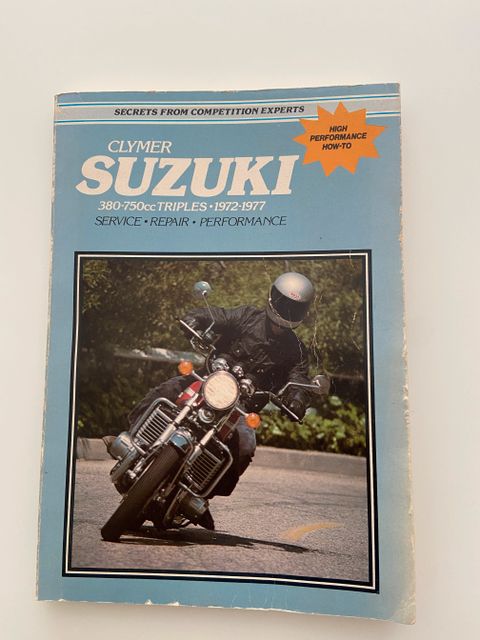 SECRETS FROM COMPETITION EXPERTS
HIGH
PERFORMANCE
HOW-TO
CLYMER
SUZUKI
380-750cc TRIPLES • 1972-1977
SERVICE • REPAIR • PERFORMANCE